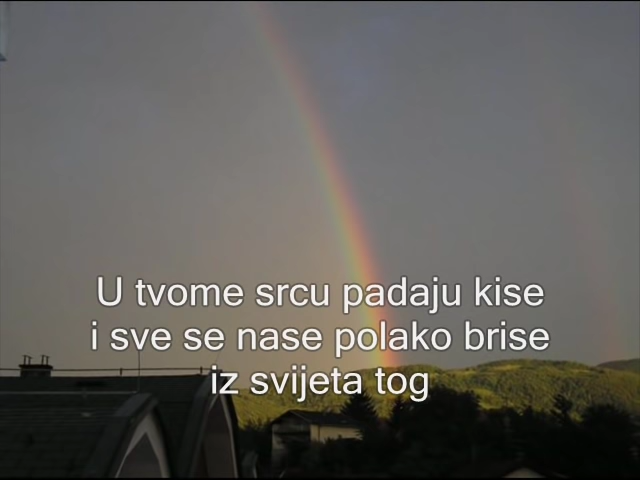 U tvome srcu padaju kise
i sve se nase polako brise
iz svijeta tog